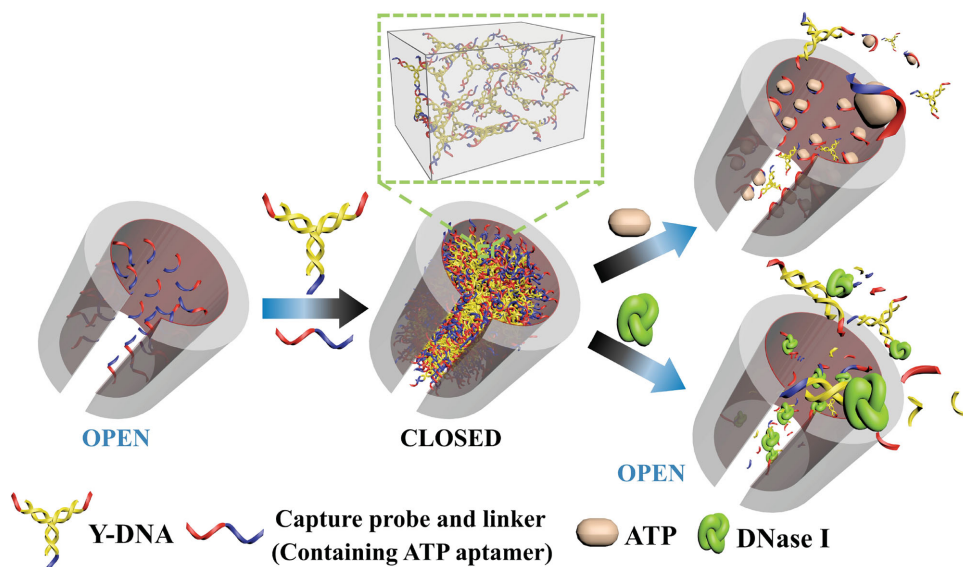 OPEN
CLOSED
OPEN
Y-DNA
Capture probe and linker
(Containing ATP aptamer)
ATP
DNase I